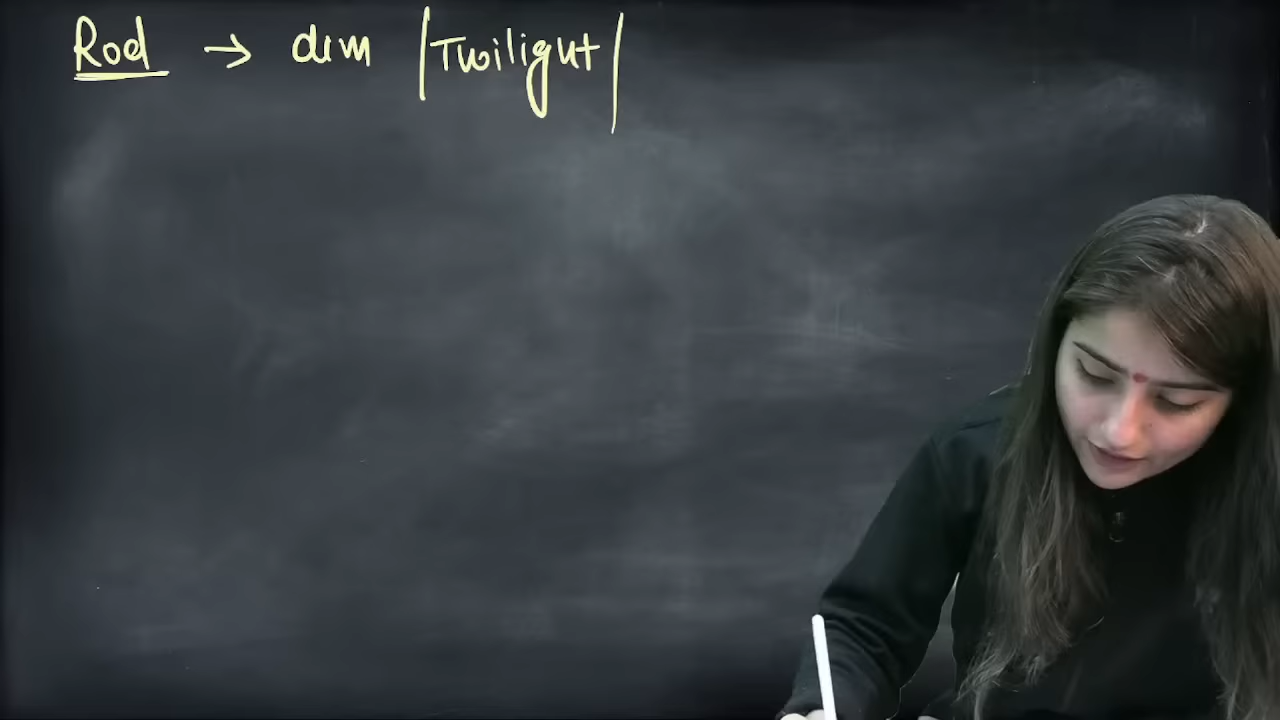 Rod → dim | Twilight |